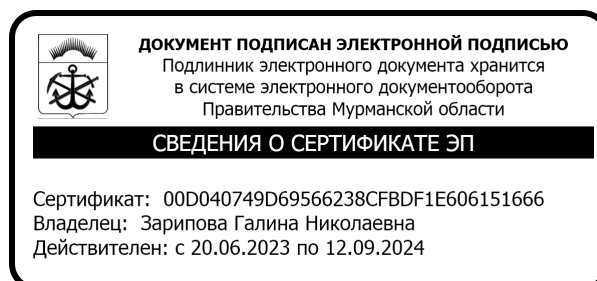 ДОКУМЕНТ ПОДПИСАН ЭЛЕКТРОННОЙ ПОДПИСЬЮ
Подлинник электронного документа хранится
в системе электронного документооборота
Правительства Мурманской области
СВЕДЕНИЯ О СЕРТИФИКАТЕ ЭП
Сертификат: 00D040749D69566238CFBDF1E606151666
Владелец: Зарипова Галина Николаевна
Действителен: с 20.06.2023 по 12.09.2024